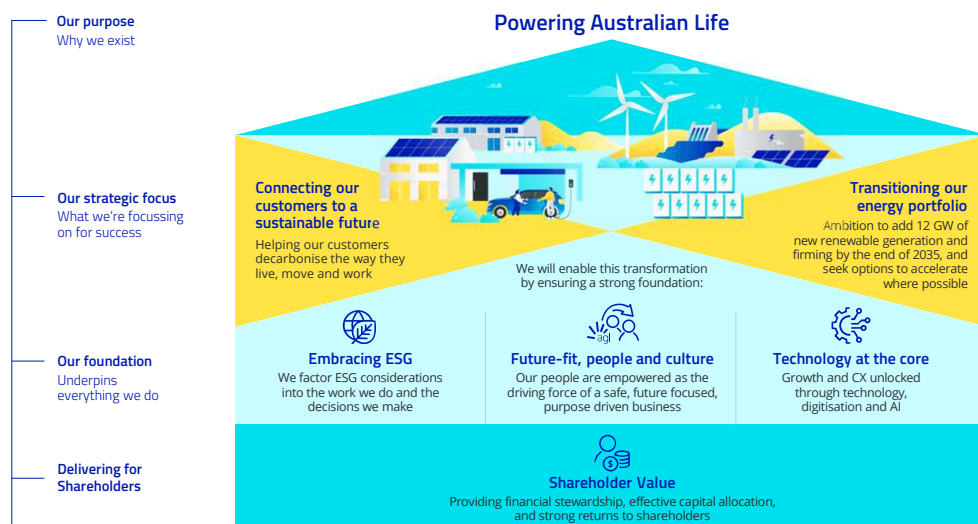 Our purpose
Why we exist
Powering Australian Life
Our strategic focus
What we're focussing
on for success
Connecting our
customers to a
sustainable future
Helping our customers
decarbonise the way they
live, move and work
Transitioning our
energy portfolio
Ambition to add 12 GW of
new renewable generation and
firming by the end of 2035, and
seek options to accelerate
where possible
We will enable this transformation
by ensuring a strong foundation:
Our foundation
Underpins
everything we do
Embracing ESG
We factor ESG considerations
into the work we do and the
decisions we make
agl
Future-fit, people and culture
Our people are empowered as the
driving force of a safe, future focused,
purpose driven business
Technology at the core
Growth and CX unlocked
through technology,
digitisation and AI
Delivering for
Shareholders
$
Shareholder Value
Providing financial stewardship, effective capital allocation,
and strong returns to shareholders